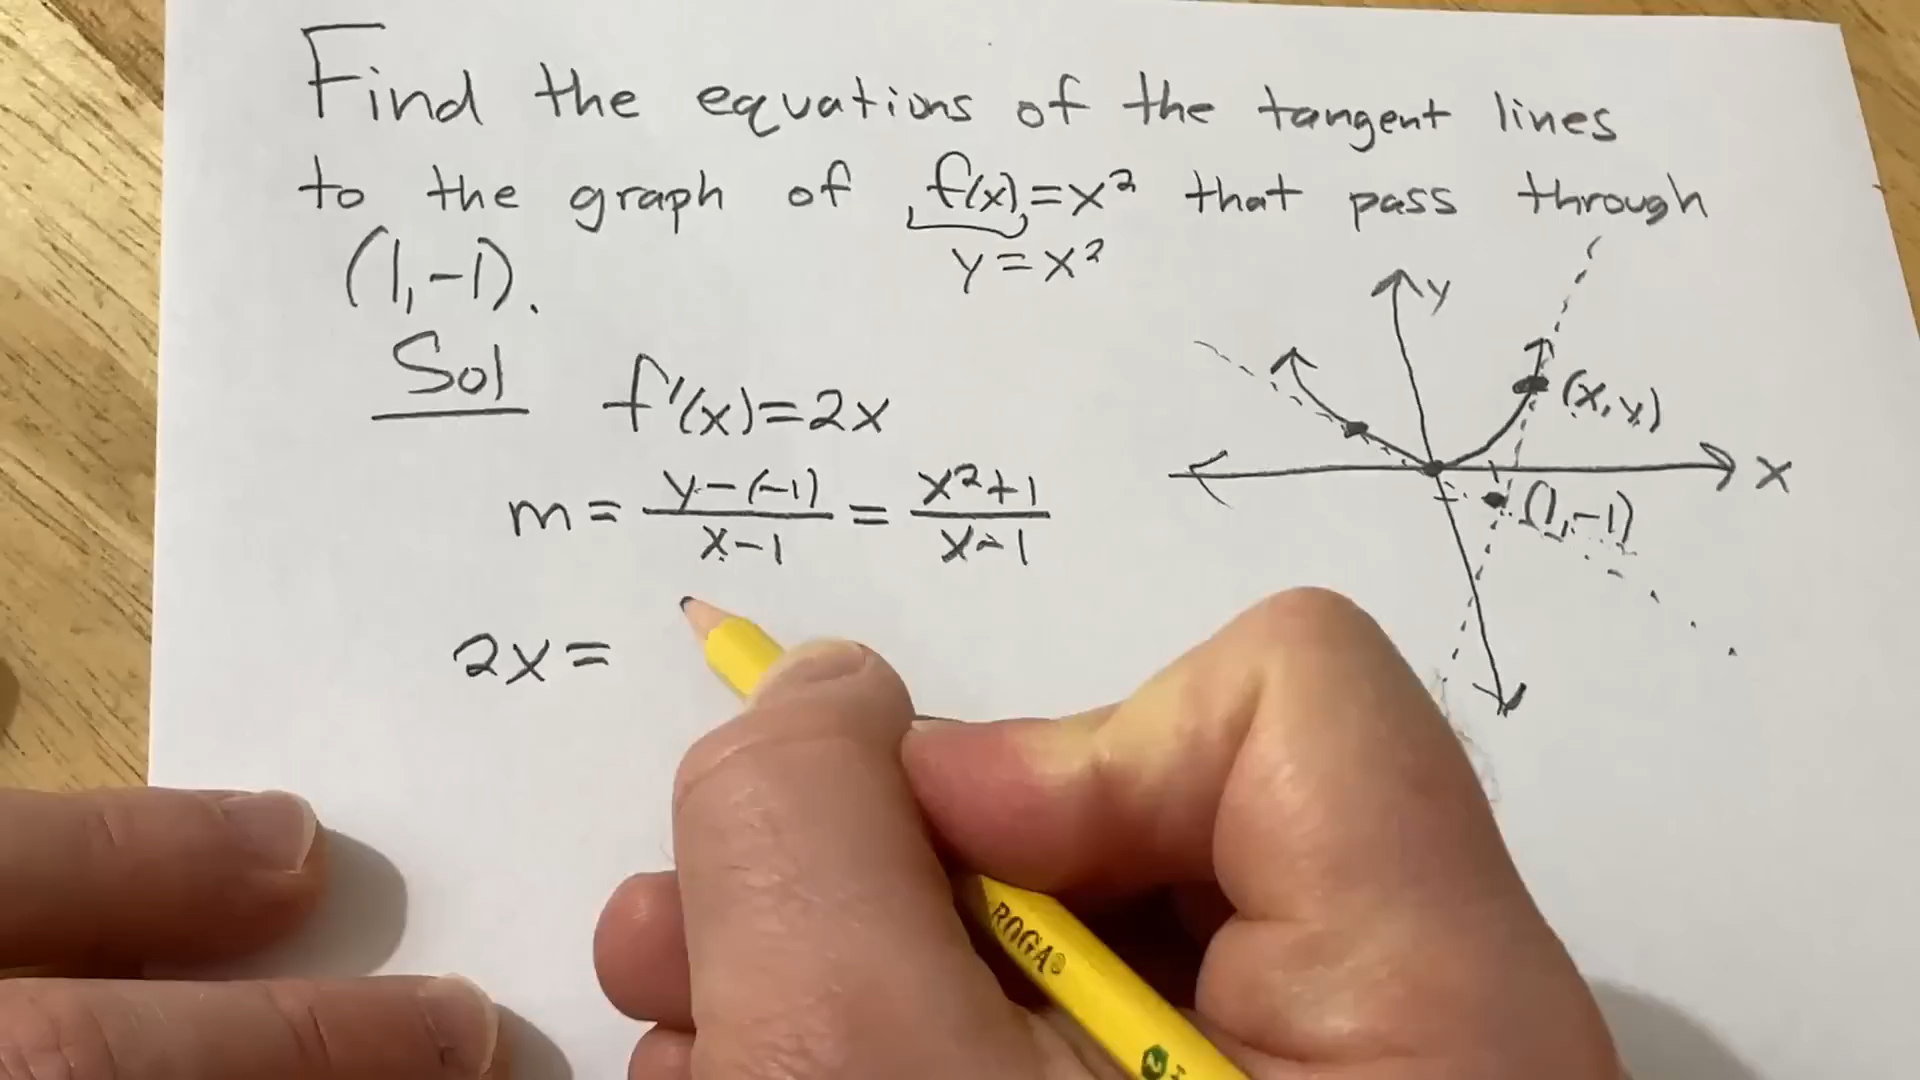 Find the equations of the tangent lines
to the graph of f(x)=x² that pass through
(1,-1).
y=x²
Sol
f'(x)=2x
m = y-(-1)/x-1 = x²+1/x-1
2x=
y
(x,y)
x
(1,-1)
ROGA®